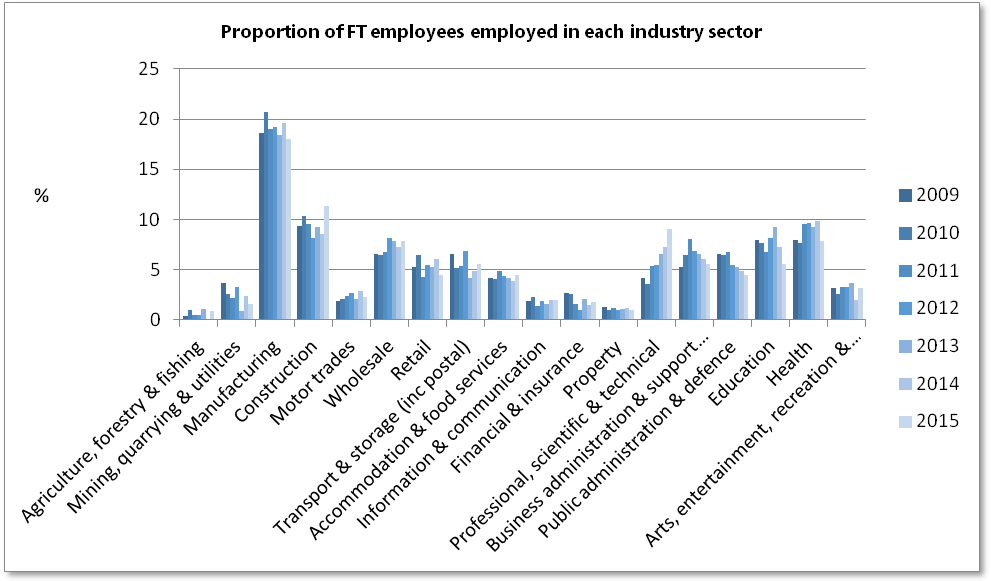 Proportion of FT employees employed in each industry sector
25
20
15
10
5
0
%
Agriculture, forestry & fishing
Mining, quarrying & utilities
Manufacturing
Construction
Motor trades
Wholesale
Retail
Transport & storage (inc postal)
Accommodation & food services
Information & communication
Financial & insurance
Property
Professional, scientific & technical
Business administration & support...
Public administration & defence
Education
Health
Arts, entertainment, recreation &...
2009
2010
2011
2012
2013
2014
2015